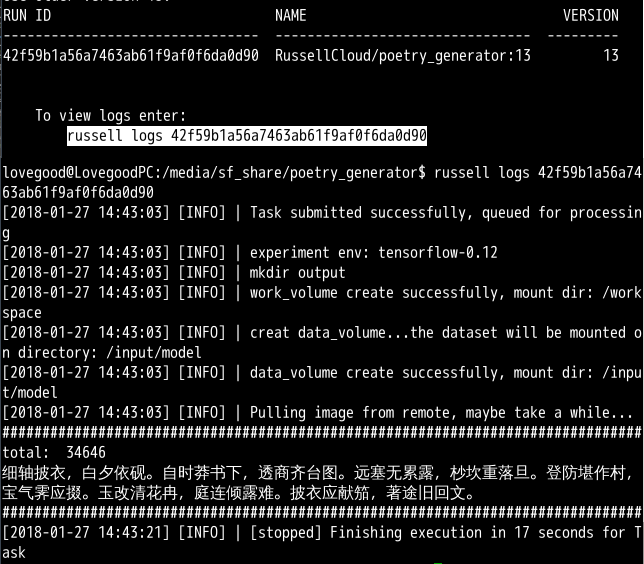 RUN ID NAME VERSION
-------------------------------- -------------------------------- ---------
42f59b1a56a7463ab61f9af0f6da0d90 RussellCloud/poetry_generator:13 13
To view logs enter:
russell logs 42f59b1a56a7463ab61f9af0f6da0d90
lovegood@LovegoodPC:/media/sf_share/poetry_generator$ russell logs 42f59b1a56a74
63ab61f9af0f6da0d90
[2018-01-27 14:43:03] [INFO] | Task submitted successfully, queued for processin
g
[2018-01-27 14:43:03] [INFO] | experiment env: tensorflow-0.12
[2018-01-27 14:43:03] [INFO] | mkdir output
[2018-01-27 14:43:03] [INFO] | work_volume create successfully, mount dir: /work
space
[2018-01-27 14:43:03] [INFO] | creat data_volume...the dataset will be mounted o
n directory: /input/model
[2018-01-27 14:43:03] [INFO] | data_volume create successfully, mount dir: /inpu
t/model
[2018-01-27 14:43:03] [INFO] | Pulling image from remote, maybe take a while...
################################################################################
total: 34646
细轴披衣，白夕依砚。自时莽书下，透商齐台图。远塞无累露，杪坎重落旦。登防堪作村，
宝气霁应掇。玉改清花冉，庭连倾露难。披衣应献笳，著途旧回文。
################################################################################
[2018-01-27 14:43:21] [INFO] | [stopped] Finishing execution in 17 seconds for T
ask